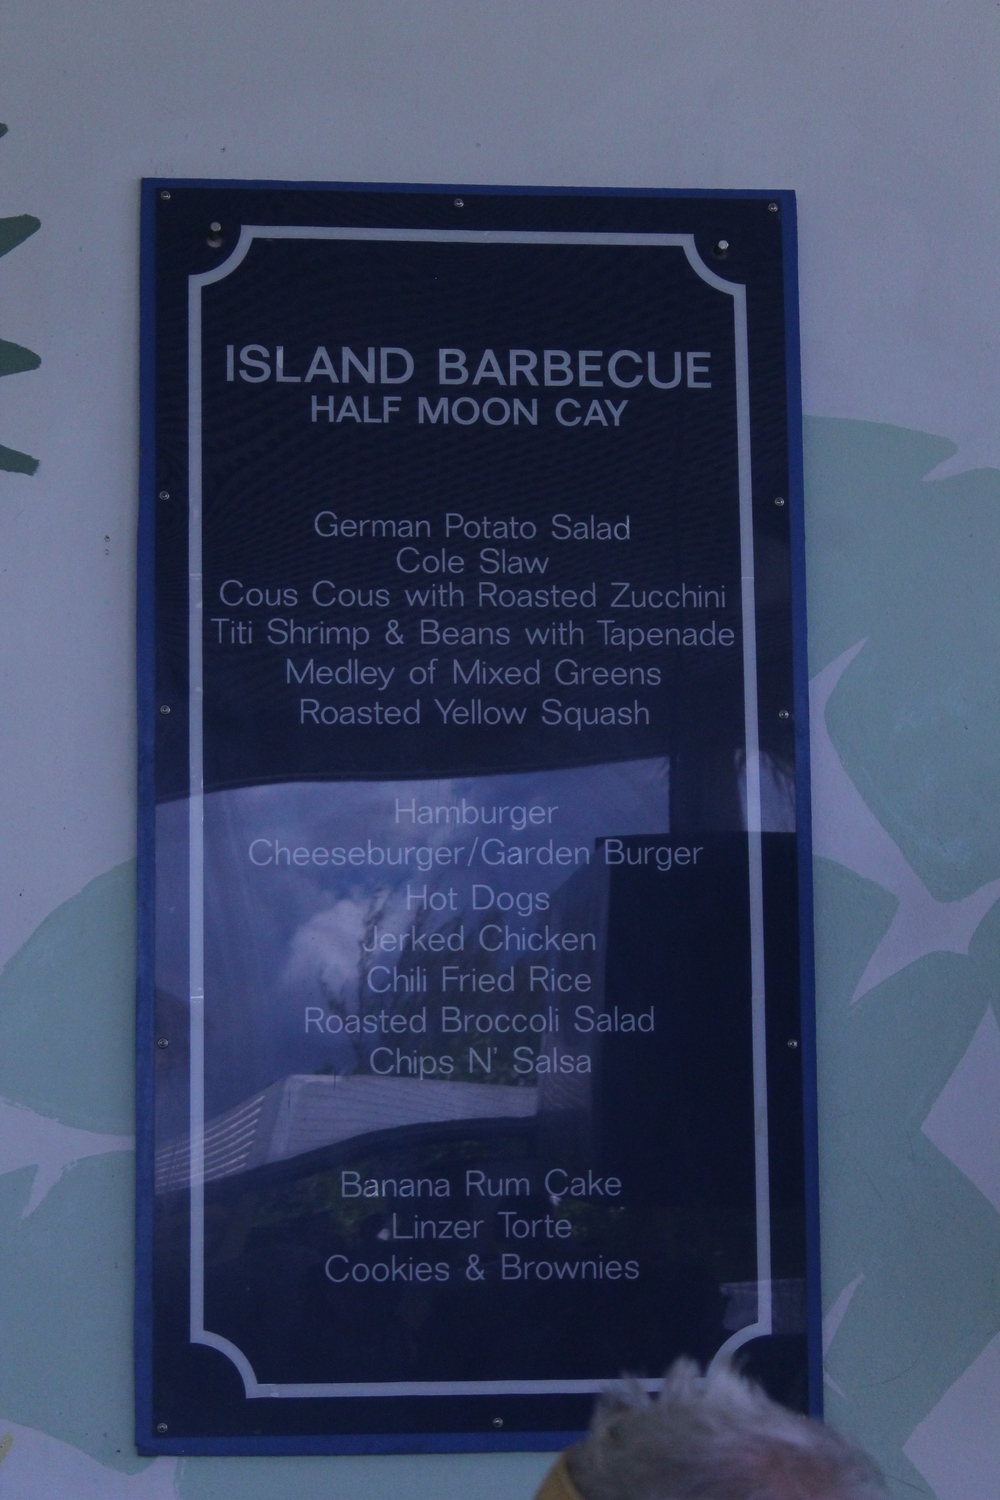 ISLAND BARBECUE
HALF MOON CAY
German Potato Salad
Cole Slaw
Cous Cous with Roasted Zucchini
Titi Shrimp & Beans with Tapenade
Medley of Mixed Greens
Roasted Yellow Squash
Hamburger
Cheeseburger/Garden Burger
Hot Dogs
Jerked Chicken
Chili Fried Rice
Roasted Broccoli Salad
Chips N' Salsa
Banana Rum Cake
Linzer Torte
Cookies & Brownies